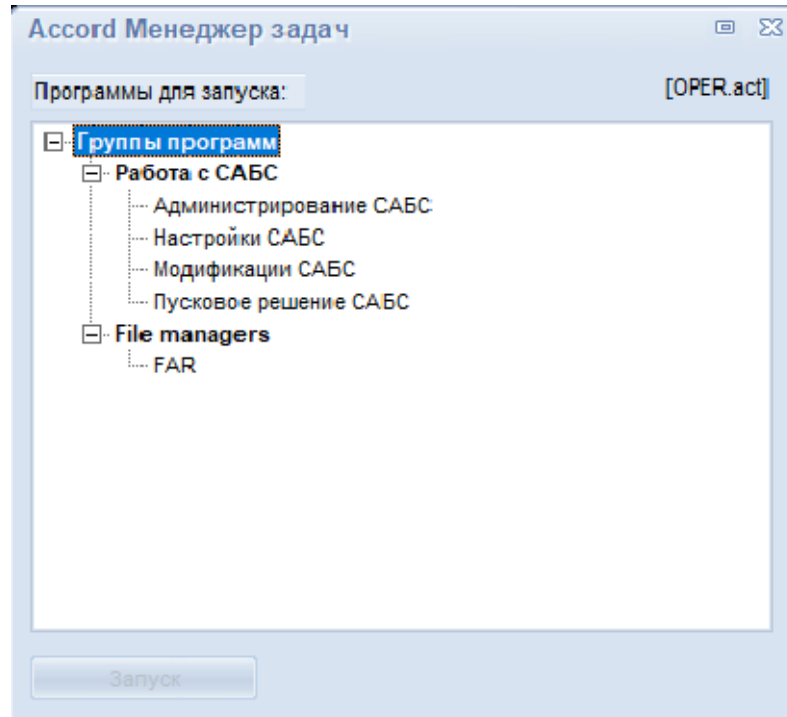 Accord Менеджер задач
Программы для запуска: [OPER.act]
Группы программ
Работа с САБС
Администрирование САБС
Настройки САБС
Модификации САБС
Пусковое решение САБС
File managers
FAR
Запуск